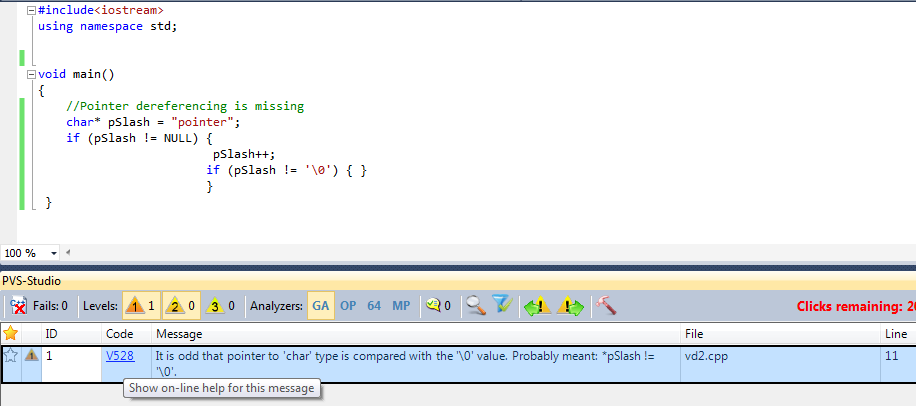 #include<iostream>
using namespace std;
void main()
{
//Pointer dereferencing is missing
char* pSlash = "pointer";
if (pSlash != NULL) {
pSlash++;
if (pSlash != '\0') { }
}
}
100 %
PVS-Studio
Fails: 0 Levels: 1 1 2 0 3 0 Analyzers: GA OP 64 MP 0 Clicks remaining: 20
ID Code Message File Line
1 V528 It is odd that pointer to 'char' type is compared with the '\0' value. Probably meant: *pSlash != vd2.cpp 11
'\0'.
Show on-line help for this message